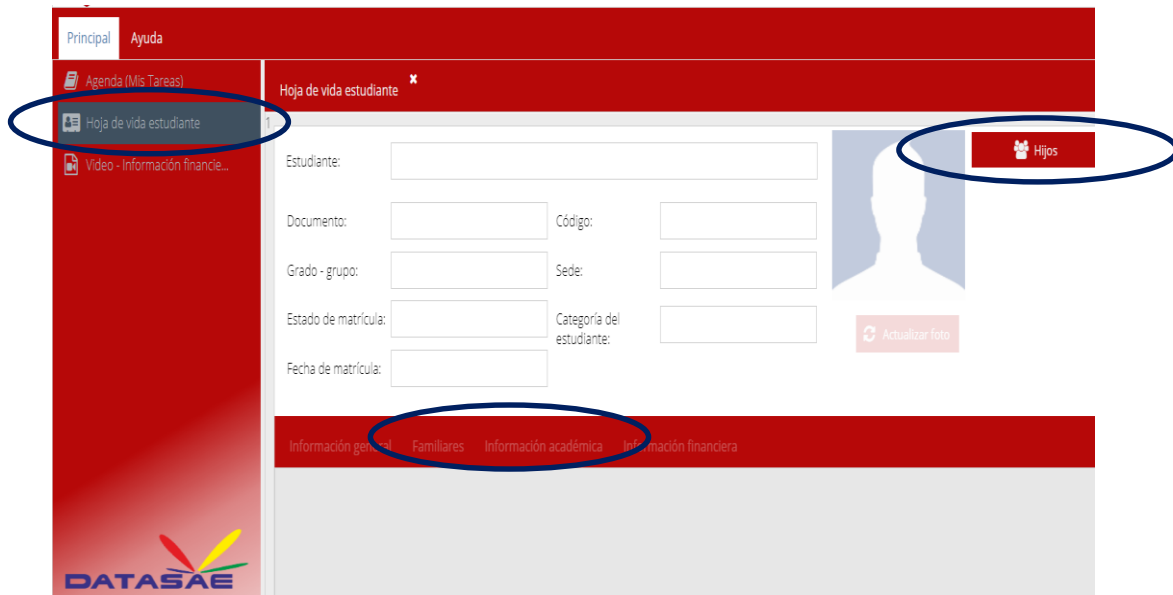 Principal Ayuda
Agenda (Mis Tareas)
Hoja de vida estudiante
Video - Información financie...
Hoja de vida estudiante
1.
Hijos
Estudiante:
Documento: Código:
Grado - grupo: Sede:
Estado de matrícula: Categoría del
estudiante:
Actualizar foto
Fecha de matrícula:
Información general Familiares Información académica Información financiera
DATASAE